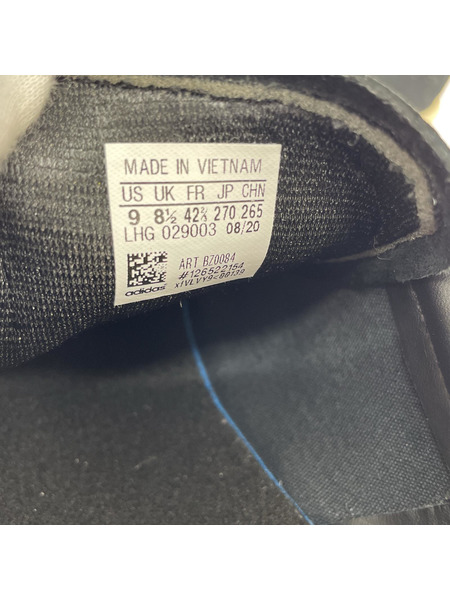 MADE IN VIETNAM
US UK FR JP CHN
9 8½ 42⅔ 270 265
LHG 029003 08/20
ART BZ0084
#126522154
adidas